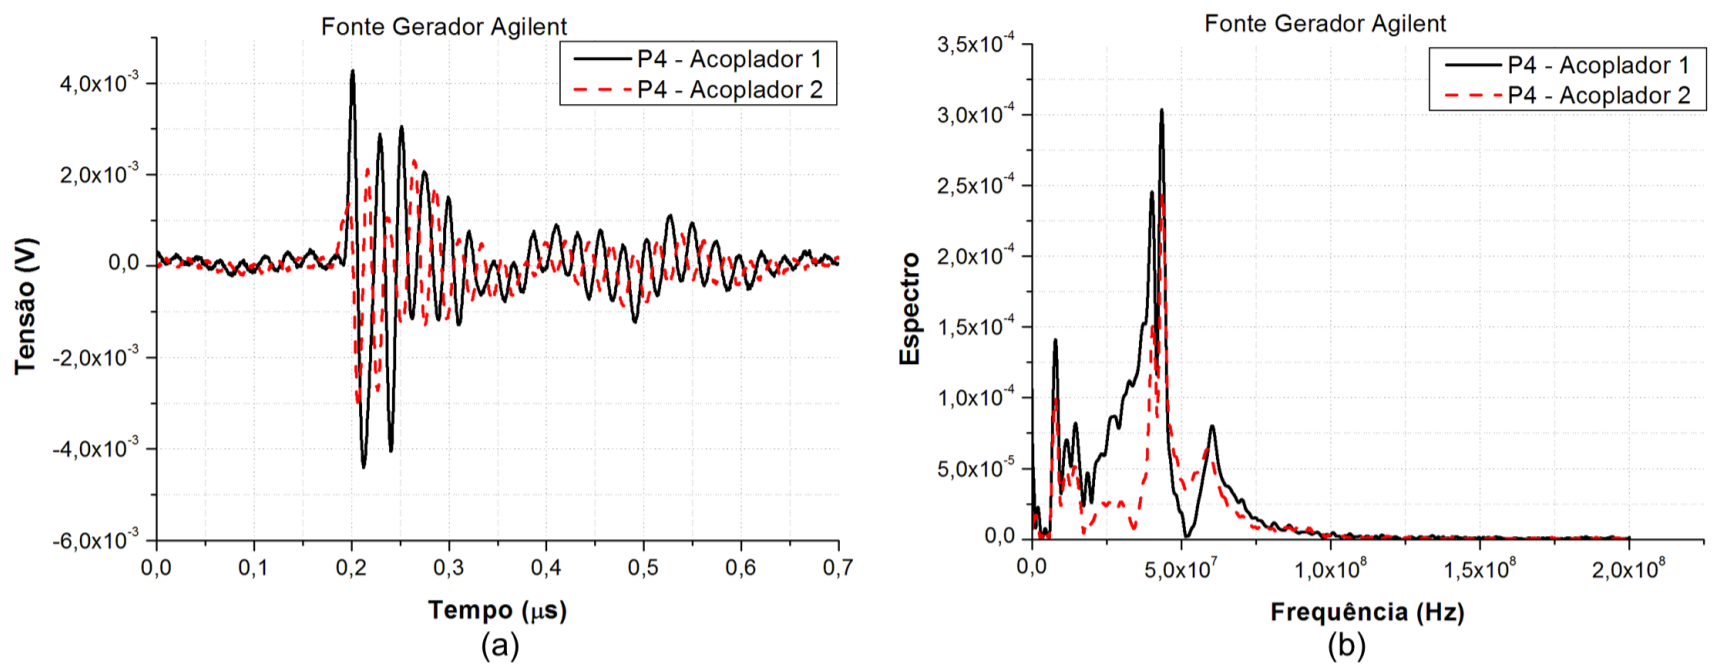 Fonte Gerador Agilent
P4 - Acoplador 1
P4 - Acoplador 2
4,0x10⁻³
2,0x10⁻³
0,0
-2,0x10⁻³
-4,0x10⁻³
-6,0x10⁻³
Tensão (V)
0,0 0,1 0,2 0,3 0,4 0,5 0,6 0,7
Tempo (μs)
(a)
Fonte Gerador Agilent
P4 - Acoplador 1
P4 - Acoplador 2
3,5x10⁻⁴
3,0x10⁻⁴
2,5x10⁻⁴
2,0x10⁻⁴
1,5x10⁻⁴
1,0x10⁻⁴
5,0x10⁻⁵
0,0
Espectro
0,0 5,0x10⁷ 1,0x10⁸ 1,5x10⁸ 2,0x10⁸
Frequência (Hz)
(b)